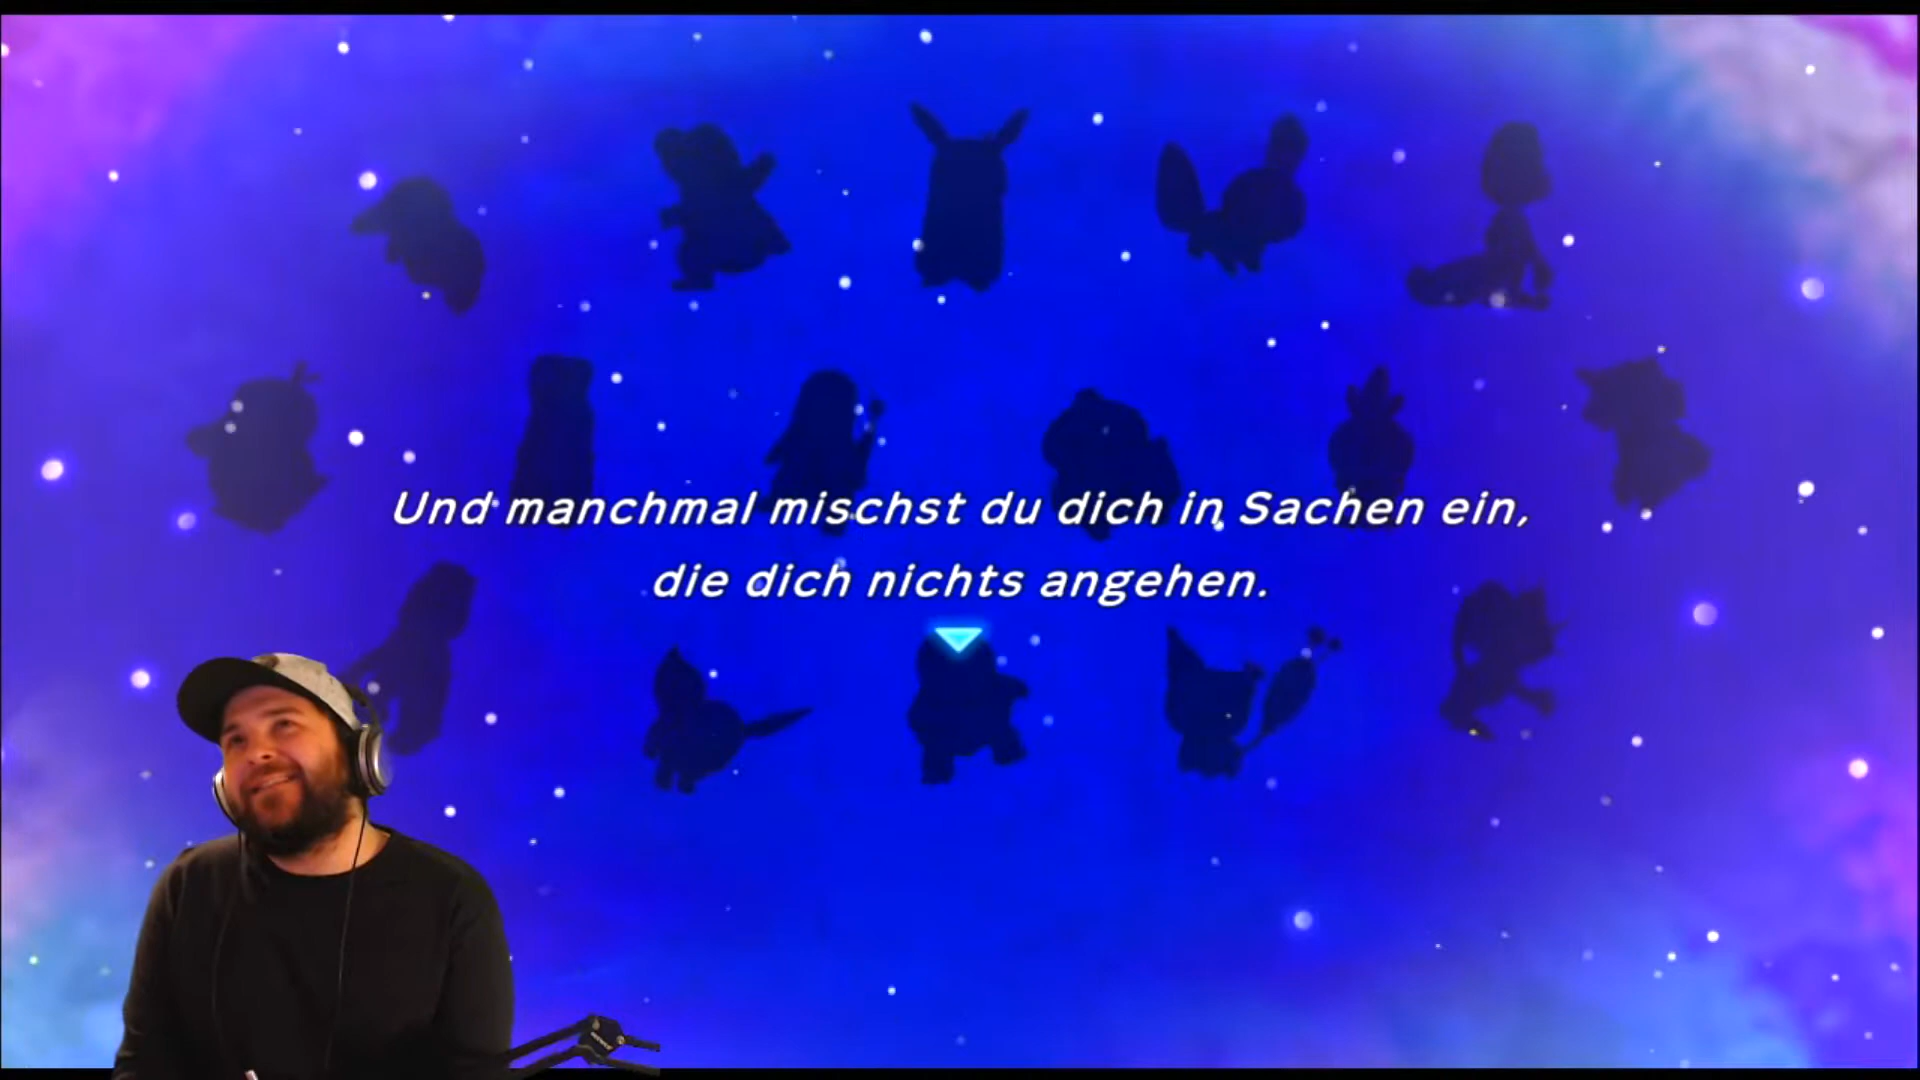 Und manchmal mischst du dich in Sachen ein,
die dich nichts angehen.